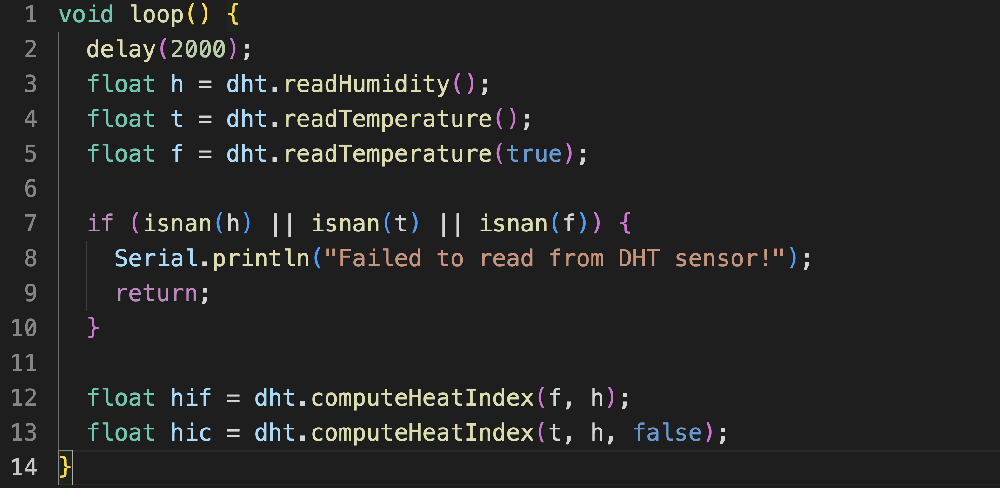 1 void loop() {
2   delay(2000);
3   float h = dht.readHumidity();
4   float t = dht.readTemperature();
5   float f = dht.readTemperature(true);
6
7   if (isnan(h) || isnan(t) || isnan(f)) {
8     Serial.println("Failed to read from DHT sensor!");
9     return;
10   }
11
12   float hif = dht.computeHeatIndex(f, h);
13   float hic = dht.computeHeatIndex(t, h, false);
14 }